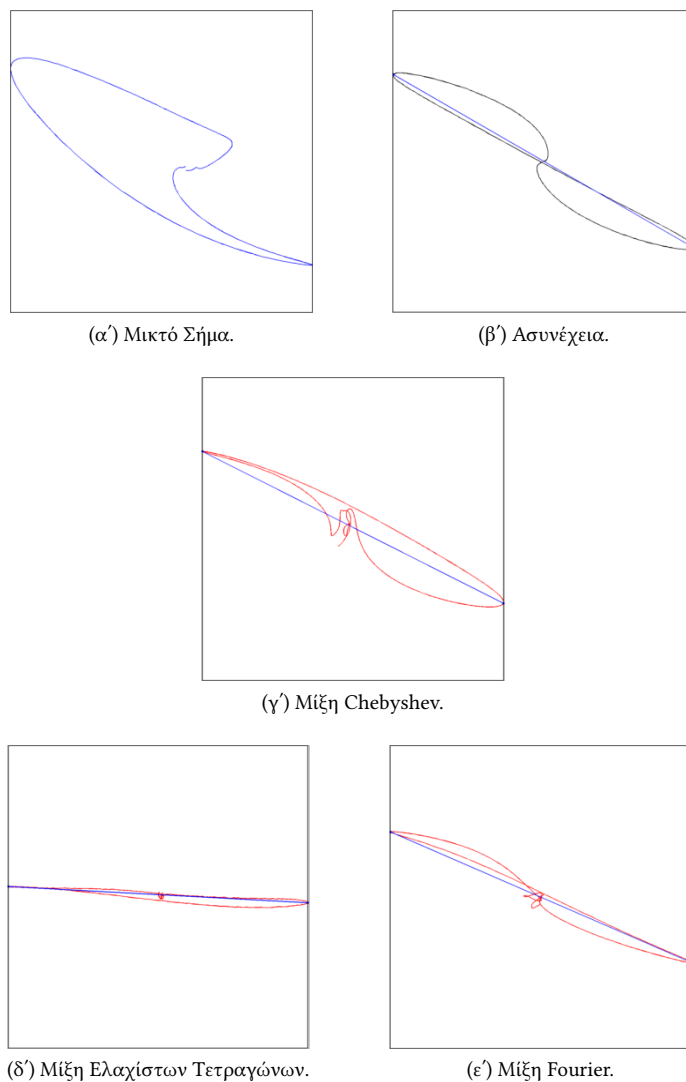 (α′) Μικτό Σήμα.
(β′) Ασυνέχεια.
(γ′) Μίξη Chebyshev.
(δ′) Μίξη Ελαχίστων Τετραγώνων.
(ε′) Μίξη Fourier.